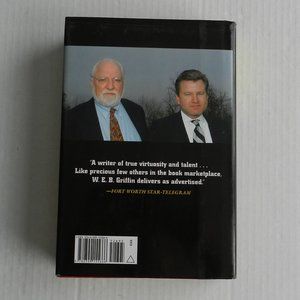 "A writer of true virtuosity and talent . . .
Like precious few others in the book marketplace,
W. E. B. Griffin delivers as advertised."
—FORT WORTH STAR-TELEGRAM